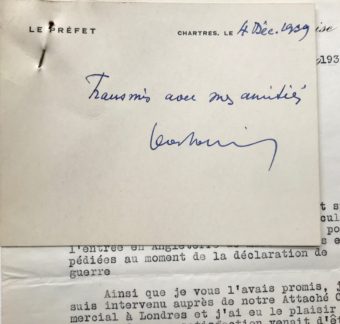 LE PRÉFET
CHARTRES, LE 4 Déc. 1939
Transmis avec mes amitiés
193
l'entrée en Angleterre
pédiées au moment de la déclaration de
guerre
Ainsi que je vous l'avais promis, j
suis intervenu auprès de notre Attaché C
mercial à Londres et j'ai eu le plaisir